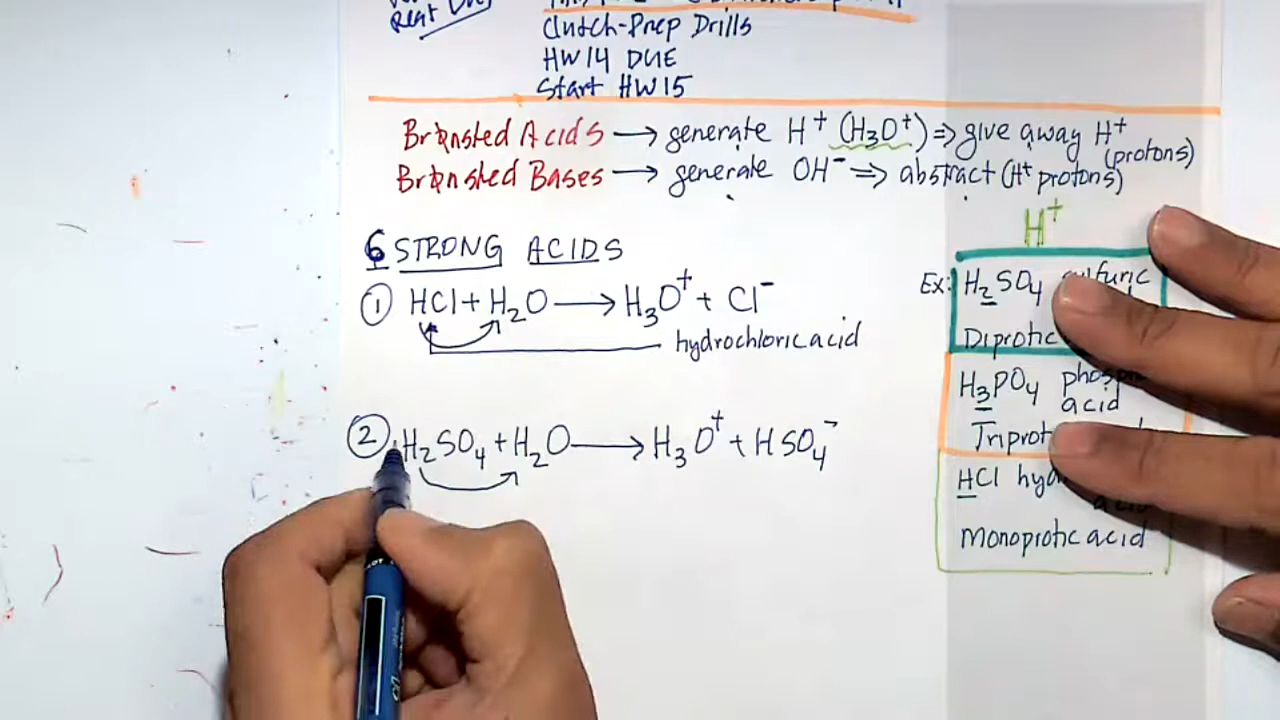 Clutch-Prep Drills
HW14 DUE
Start HW15
Brønsted Acids → generate H⁺ (H₃O⁺) ⇒ give away H⁺
(protons)
Brønsted Bases → generate OH⁻ ⇒ abstract (H⁺ protons)
6 STRONG ACIDS
① HCl + H₂O → H₃O⁺ + Cl⁻
hydrochloric acid
② H₂SO₄ + H₂O → H₃O⁺ + HSO₄⁻
H⁺
Ex: H₂SO₄ sulfuric
Diprotic
H₃PO₄
acid
HCl
Monoprotic acid